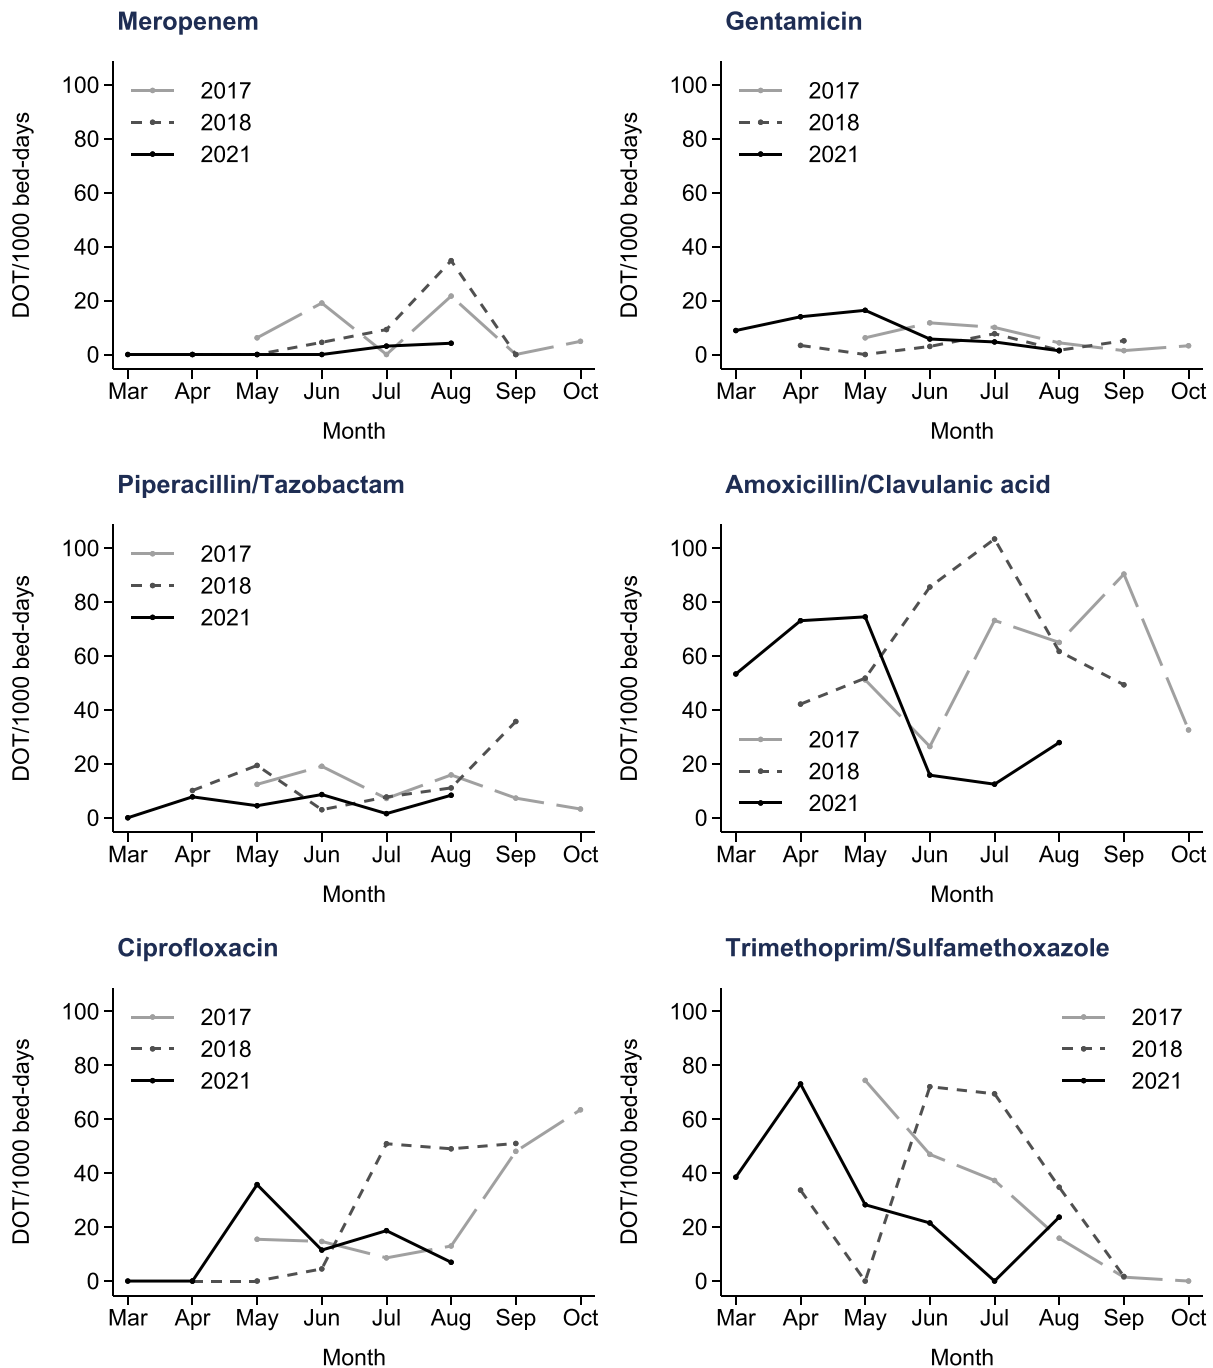 Meropenem
DOT/1000 bed-days
100
80
60
40
20
0
2017
2018
2021
Mar Apr May Jun Jul Aug Sep Oct
Month
Gentamicin
DOT/1000 bed-days
100
80
60
40
20
0
2017
2018
2021
Mar Apr May Jun Jul Aug Sep Oct
Month
Piperacillin/Tazobactam
DOT/1000 bed-days
100
80
60
40
20
0
2017
2018
2021
Mar Apr May Jun Jul Aug Sep Oct
Month
Amoxicillin/Clavulanic acid
DOT/1000 bed-days
100
80
60
40
20
0
2017
2018
2021
Mar Apr May Jun Jul Aug Sep Oct
Month
Ciprofloxacin
DOT/1000 bed-days
100
80
60
40
20
0
2017
2018
2021
Mar Apr May Jun Jul Aug Sep Oct
Month
Trimethoprim/Sulfamethoxazole
DOT/1000 bed-days
100
80
60
40
20
0
2017
2018
2021
Mar Apr May Jun Jul Aug Sep Oct
Month